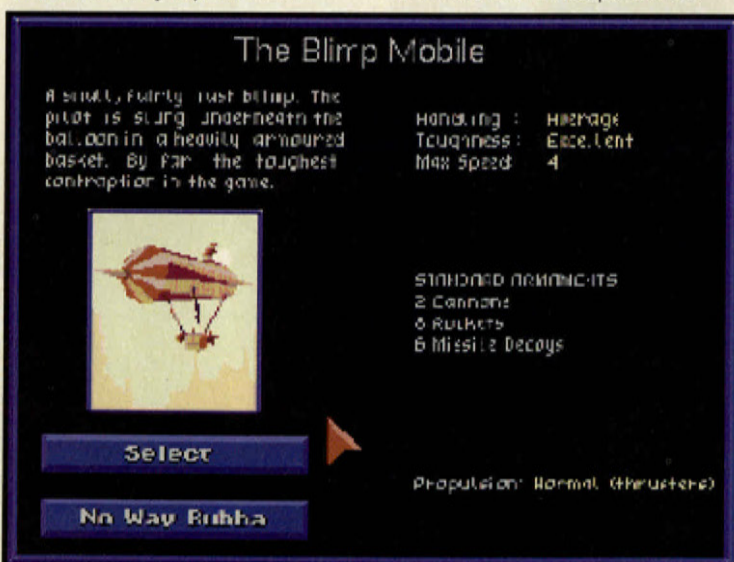 The Blimp Mobile
A small, fairly fast blimp. The
pilot is slung underneath the
balloon in a heavily armoured
basket. By far the toughest
contraption in the game.
Handling : Average
Toughness : Excellent
Max Speed 4
STANDARD ARMAMENTS
2 Cannons
Rockets
6 Missile Decoys
Select
Propulsion: Normal (thrusters)
No Way Bubba